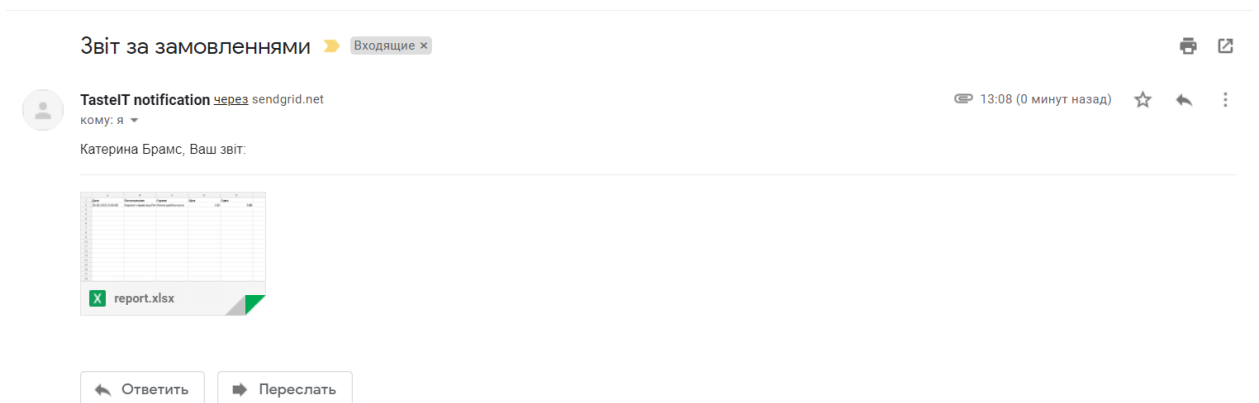 Звіт за замовленнями Входящие ×
TasteIT notification через sendgrid.net 13:08 (0 минут назад)
кому: я
Катерина Брамс, Ваш звіт:
X report.xlsx
Ответить Переслать